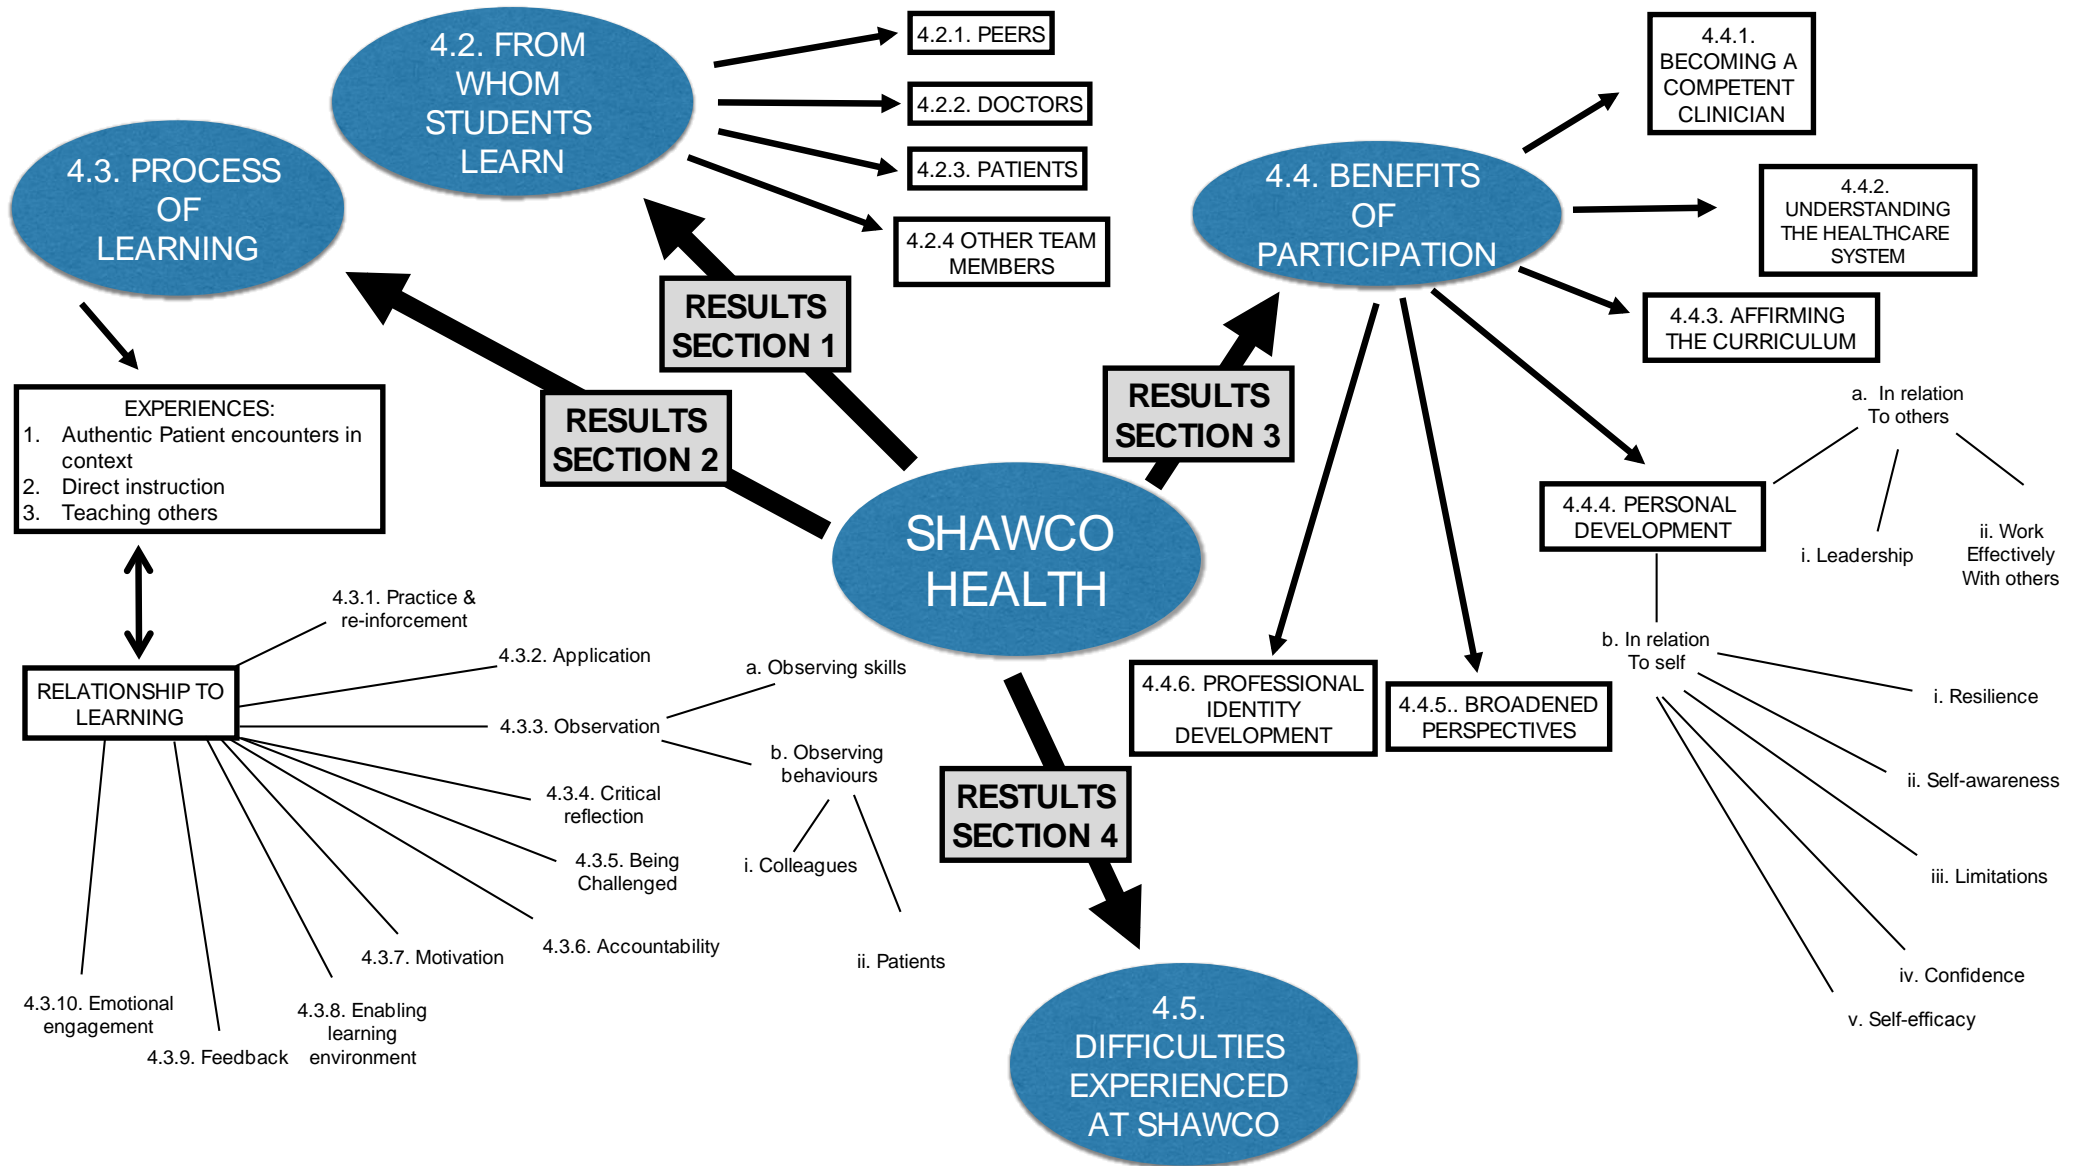 4.2. FROM
WHOM
STUDENTS
LEARN
4.2.1. PEERS
4.2.2. DOCTORS
4.2.3. PATIENTS
4.2.4 OTHER TEAM
MEMBERS
4.3. PROCESS
OF
LEARNING
4.4. BENEFITS
OF
PARTICIPATION
4.4.1.
BECOMING A
COMPETENT
CLINICIAN
4.4.2.
UNDERSTANDING
THE HEALTHCARE
SYSTEM
4.4.3. AFFIRMING
THE CURRICULUM
RESULTS
SECTION 1
RESULTS
SECTION 2
RESULTS
SECTION 3
EXPERIENCES:
1. Authentic Patient encounters in
context
2. Direct instruction
3. Teaching others
SHAWCO
HEALTH
a. In relation
To others
4.4.4. PERSONAL
DEVELOPMENT
i. Leadership
ii. Work
Effectively
With others
b. In relation
To self
i. Resilience
ii. Self-awareness
iii. Limitations
iv. Confidence
v. Self-efficacy
4.4.6. PROFESSIONAL
IDENTITY
DEVELOPMENT
4.4.5.. BROADENED
PERSPECTIVES
RELATIONSHIP TO
LEARNING
4.3.1. Practice &
re-inforcement
4.3.2. Application
4.3.3. Observation
a. Observing skills
b. Observing
behaviours
i. Colleagues
ii. Patients
4.3.4. Critical
reflection
4.3.5. Being
Challenged
4.3.6. Accountability
4.3.7. Motivation
4.3.8. Enabling
learning
environment
4.3.9. Feedback
4.3.10. Emotional
engagement
RESTULTS
SECTION 4
4.5.
DIFFICULTIES
EXPERIENCED
AT SHAWCO